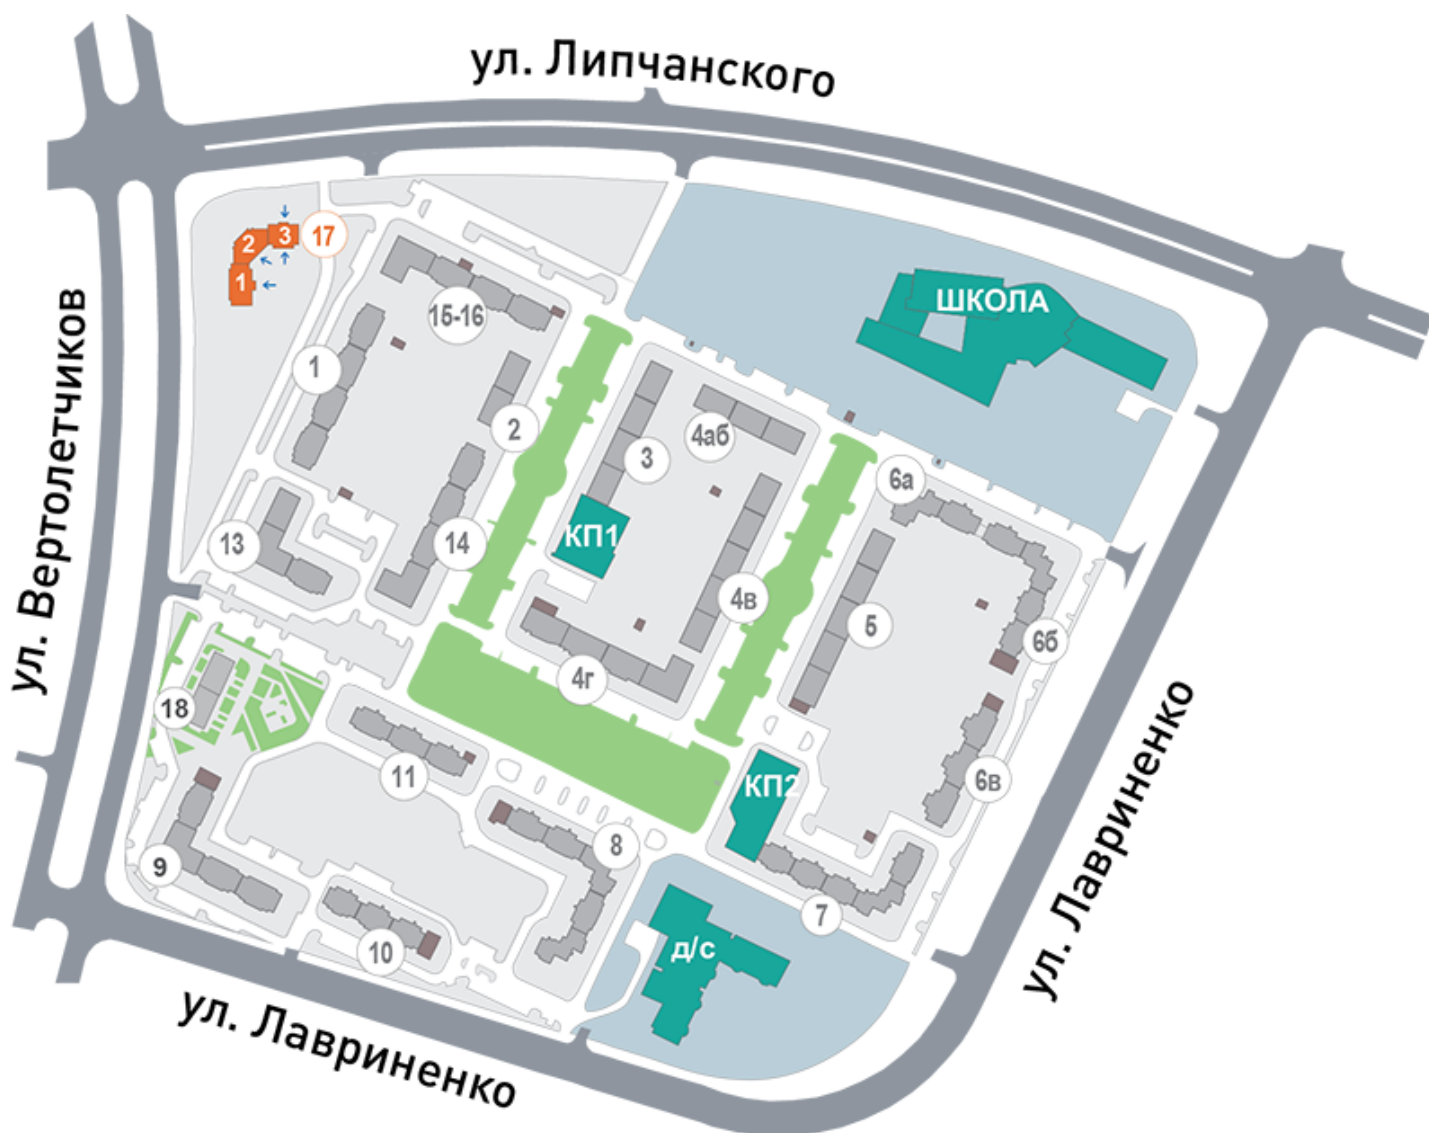 ул. Липчанского
3
17
2
1
ШКОЛА
15-16
1
2
4аб
3
6а
КП1
13
14
4в
5
6б
ул. Вертолетчиков
4г
18
11
КП2
6в
ул. Лавриненко
8
9
7
10
д/с
ул. Лавриненко